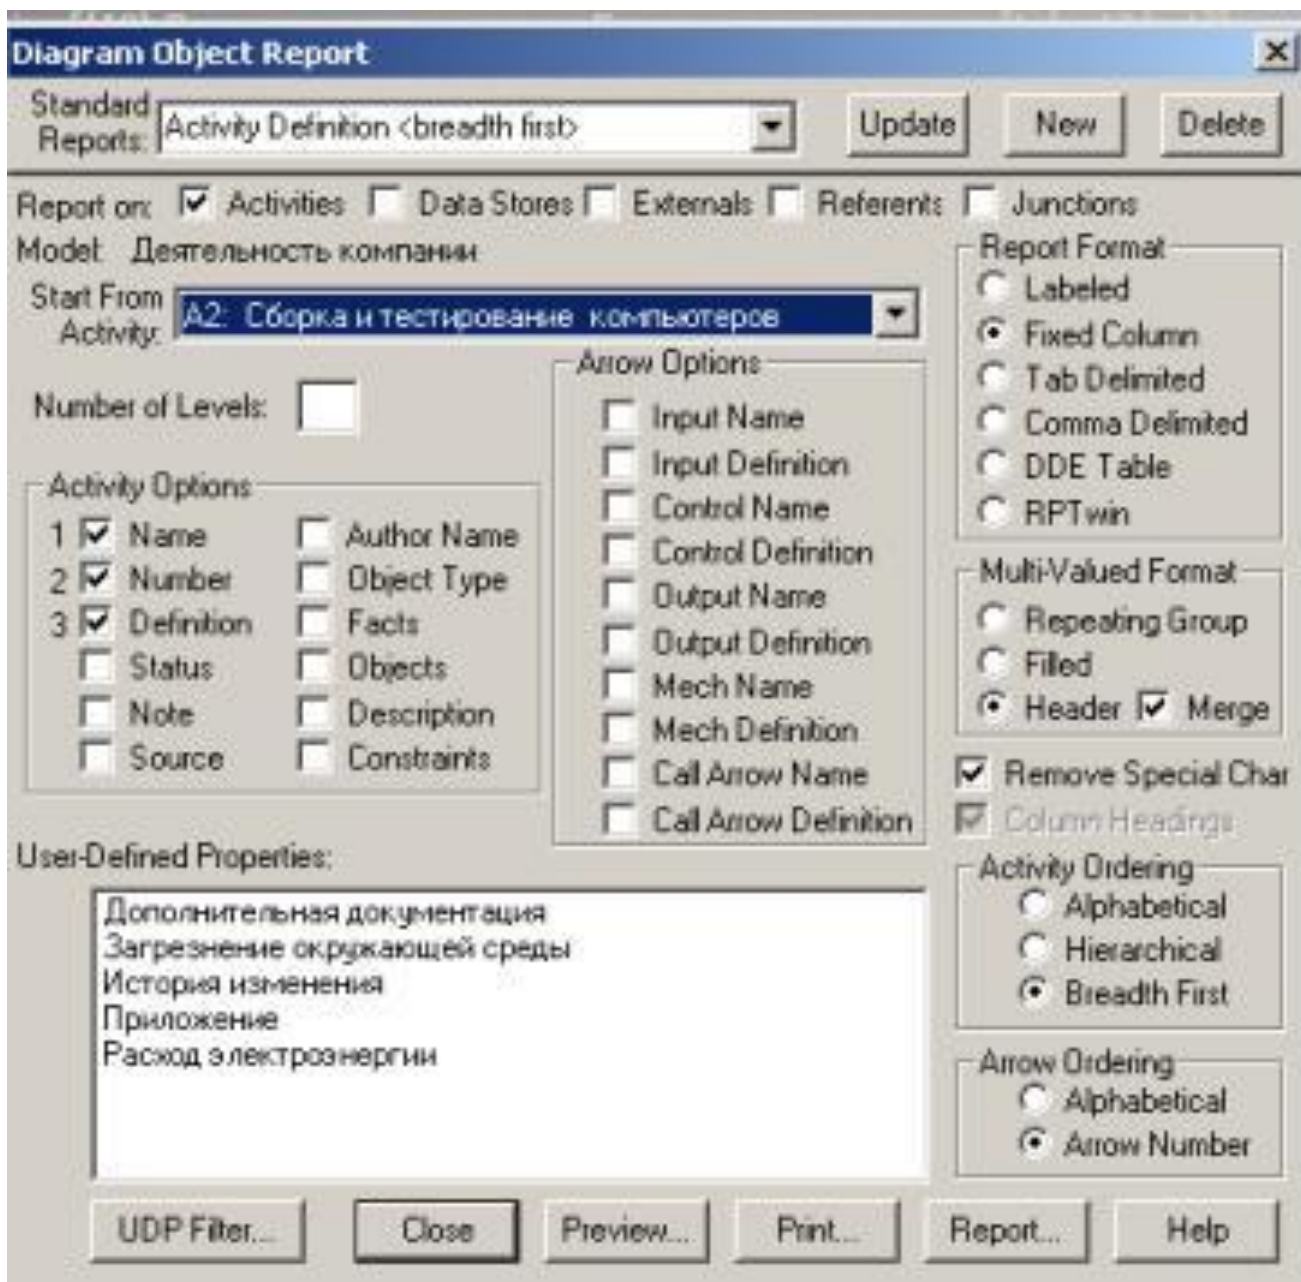 Diagram Object Report
Standard Reports: Activity Definition <breadth first> Update New Delete
Report on: Activities Data Stores Externals Referents Junctions
Model: Деятельность компании
Start From Activity: A2: Сборка и тестирование компьютеров
Number of Levels:
Activity Options
1 Name Author Name
2 Number Object Type
3 Definition Facts
Status Objects
Note Description
Source Constraints
Arrow Options
Input Name
Input Definition
Control Name
Control Definition
Output Name
Output Definition
Mech Name
Mech Definition
Call Arrow Name
Call Arrow Definition
Report Format
Labeled
Fixed Column
Tab Delimited
Comma Delimited
DDE Table
RPTwin
Multi-Valued Format
Repeating Group
Filled
Header Merge
Remove Special Char
Column Headings
Activity Ordering
Alphabetical
Hierarchical
Breadth First
Arrow Ordering
Alphabetical
Arrow Number
User-Defined Properties:
Дополнительная документация
Загрезнение окружающей среды
История изменения
Приложение
Расход электроэнергии
UDP Filter... Close Preview... Print... Report... Help